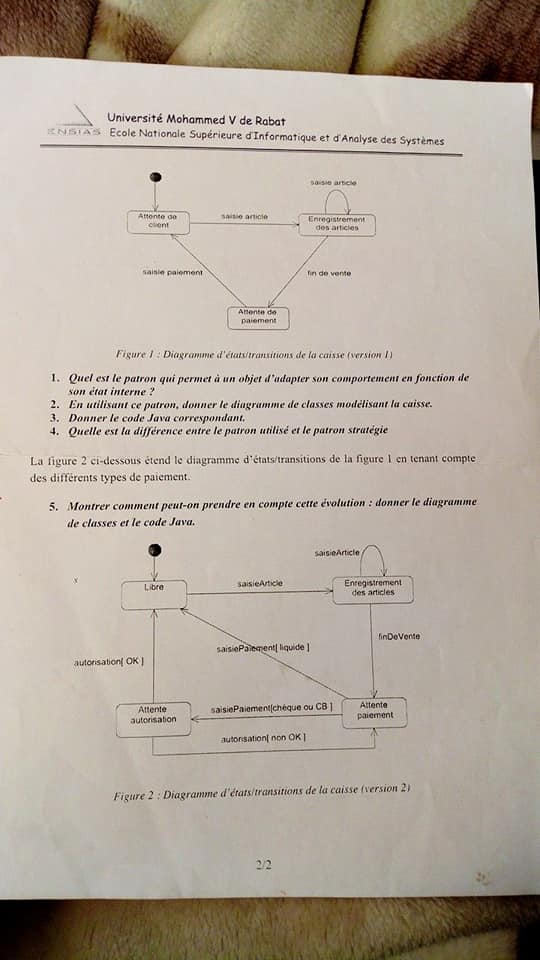 Université Mohammed V de Rabat
ENSIAS Ecole Nationale Supérieure d'Informatique et d'Analyse des Systèmes
saisie article
Attente de
client
saisie article
Enregistrement
des articles
saisie paiement
fin de vente
Attente de
paiement
Figure 1 : Diagramme d'états/transitions de la caisse (version 1)
1. Quel est le patron qui permet à un objet d'adapter son comportement en fonction de
son état interne ?
2. En utilisant ce patron, donner le diagramme de classes modélisant la caisse.
3. Donner le code Java correspondant.
4. Quelle est la différence entre le patron utilisé et le patron stratégie
La figure 2 ci-dessous étend le diagramme d'états/transitions de la figure 1 en tenant compte
des différents types de paiement.
5. Montrer comment peut-on prendre en compte cette évolution : donner le diagramme
de classes et le code Java.
saisieArticle
Libre
saisieArticle
Enregistrement
des articles
finDeVente
saisiePaiement[ liquide ]
autorisation[ OK ]
Attente
autorisation
saisiePaiement[chèque ou CB ]
Attente
paiement
autorisation[ non OK ]
Figure 2 : Diagramme d'états/transitions de la caisse (version 2)
2/2